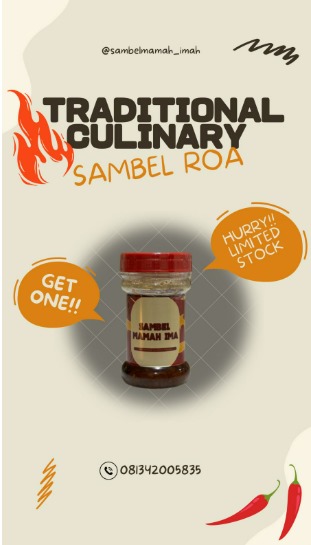 @sambelmamah_imah
TRADITIONAL
CULINARY
SAMBEL ROA
HURRY!!
LIMITED
STOCK
GET
ONE!!
SAMBEL
MAMAH IMA
081342005835